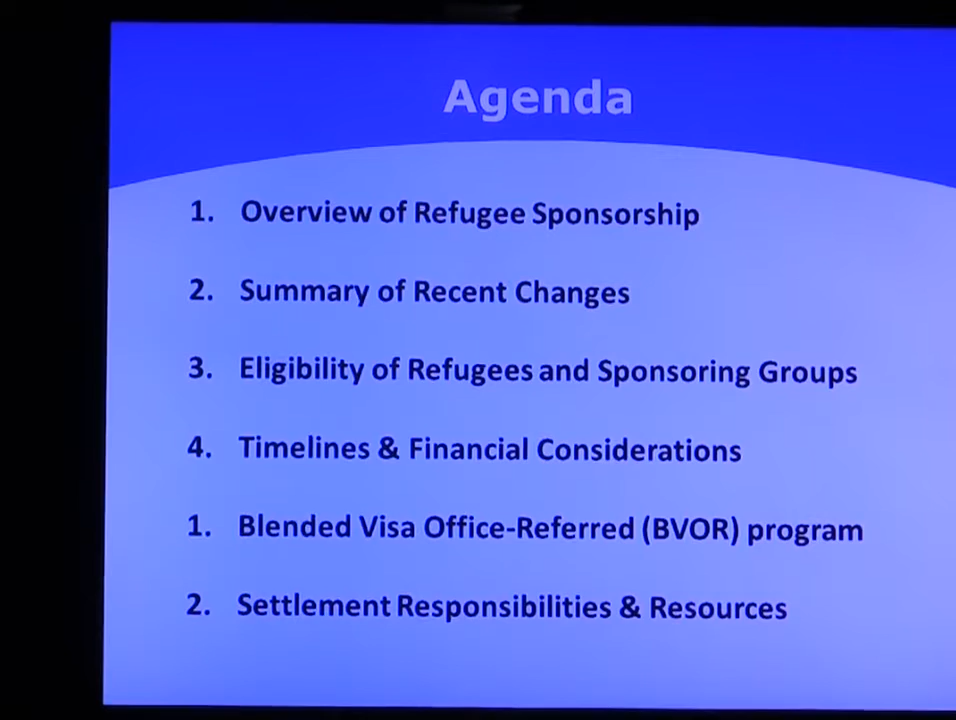 Agenda
1. Overview of Refugee Sponsorship
2. Summary of Recent Changes
3. Eligibility of Refugees and Sponsoring Groups
4. Timelines & Financial Considerations
1. Blended Visa Office-Referred (BVOR) program
2. Settlement Responsibilities & Resources